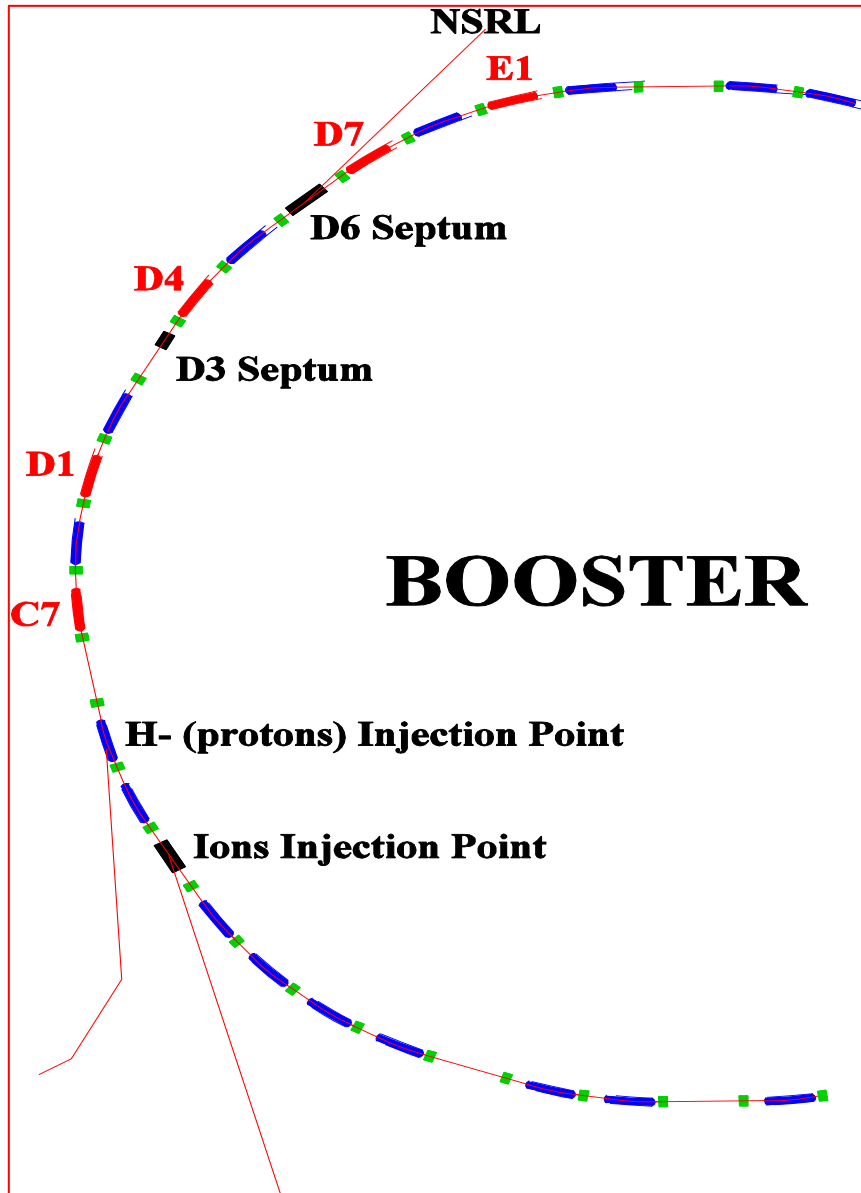 NSRL
E1
D7
D6 Septum
D4
D3 Septum
D1
BOOSTER
C7
H- (protons) Injection Point
Ions Injection Point